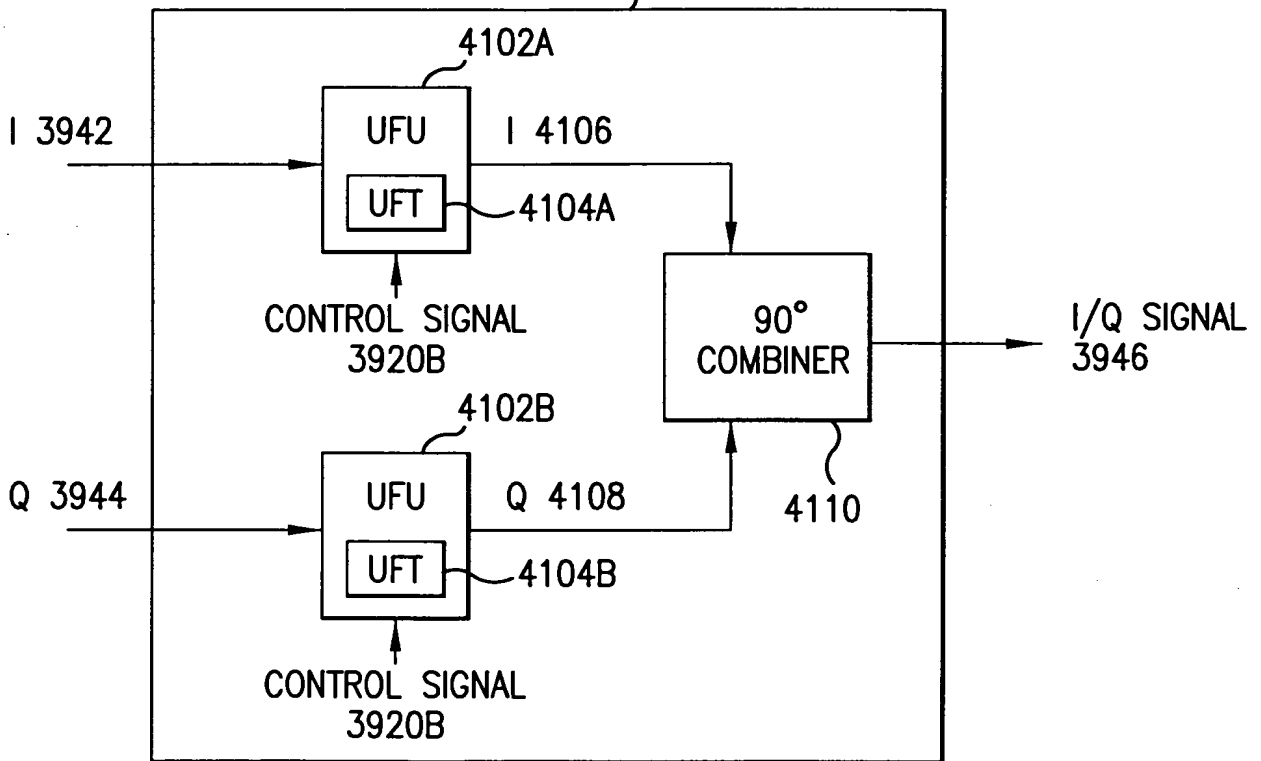 4102A
I 3942
UFU
I 4106
UFT
4104A
CONTROL SIGNAL
3920B
90°
COMBINER
I/Q SIGNAL
3946
4102B
Q 3944
UFU
Q 4108
4110
UFT
4104B
CONTROL SIGNAL
3920B